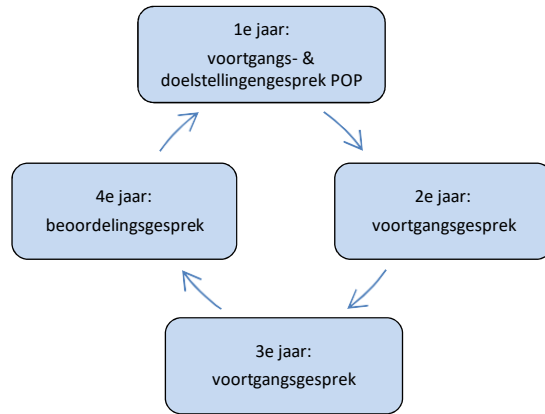 1e jaar:
voortgangs- &
doelstellingengesprek POP
4e jaar:
beoordelingsgesprek
2e jaar:
voortgangsgesprek
3e jaar:
voortgangsgesprek